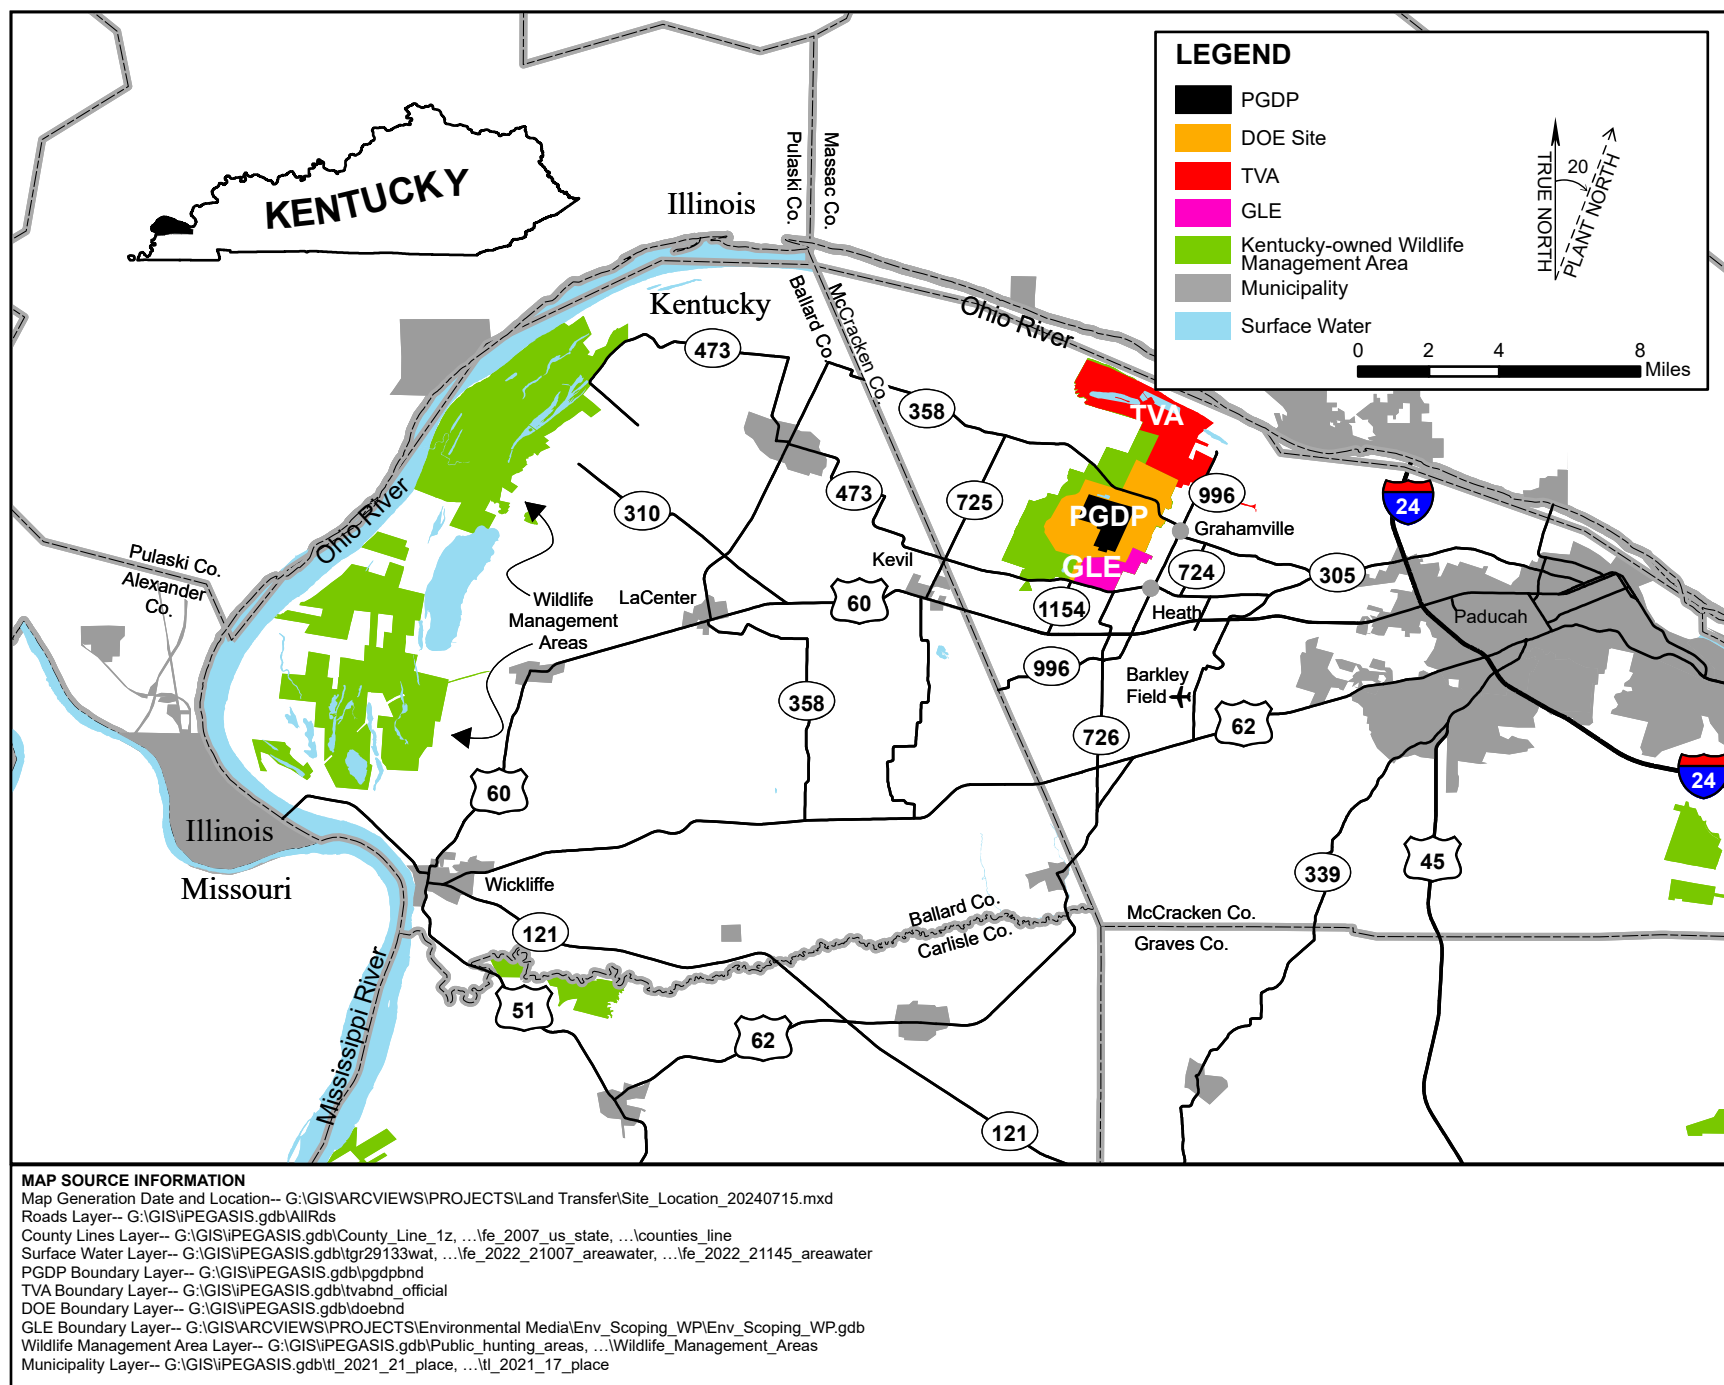 LEGEND
PGDP
DOE Site
TVA
GLE
Kentucky-owned Wildlife
Management Area
Municipality
Surface Water
TRUE NORTH
20
PLANT NORTH
0 2 4 8
Miles
KENTUCKY
Illinois
Pulaski Co.
Massac Co.
Kentucky
Ballard Co.
McCracken Co.
Ohio River
473
358
TVA
473
725
996
24
310
PGDP
Grahamville
Ohio River
Kevil
GLE
724
305
Pulaski Co.
Alexander
Co.
Wildlife
Management
Areas
LaCenter
60
1154
Heath
Paducah
996
Barkley
Field
358
726
62
60
24
Illinois
Missouri
Wickliffe
339
45
121
Ballard Co.
Carlisle Co.
McCracken Co.
Graves Co.
Mississippi River
51
62
121
MAP SOURCE INFORMATION
Map Generation Date and Location-- G:\GIS\ARCVIEWS\PROJECTS\Land Transfer\Site_Location_20240715.mxd
Roads Layer-- G:\GIS\iPEGASIS.gdb\AllRds
County Lines Layer-- G:\GIS\iPEGASIS.gdb\County_Line_1z, …\fe_2007_us_state, …\counties_line
Surface Water Layer-- G:\GIS\iPEGASIS.gdb\tgr29133wat, …\fe_2022_21007_areawater, …\fe_2022_21145_areawater
PGDP Boundary Layer-- G:\GIS\iPEGASIS.gdb\pgdpbnd
TVA Boundary Layer-- G:\GIS\iPEGASIS.gdb\tvabnd_official
DOE Boundary Layer-- G:\GIS\iPEGASIS.gdb\doebnd
GLE Boundary Layer-- G:\GIS\ARCVIEWS\PROJECTS\Environmental Media\Env_Scoping_WP\Env_Scoping_WP.gdb
Wildlife Management Area Layer-- G:\GIS\iPEGASIS.gdb\Public_hunting_areas, …\Wildlife_Management_Areas
Municipality Layer-- G:\GIS\iPEGASIS.gdb\tl_2021_21_place, …\tl_2021_17_place